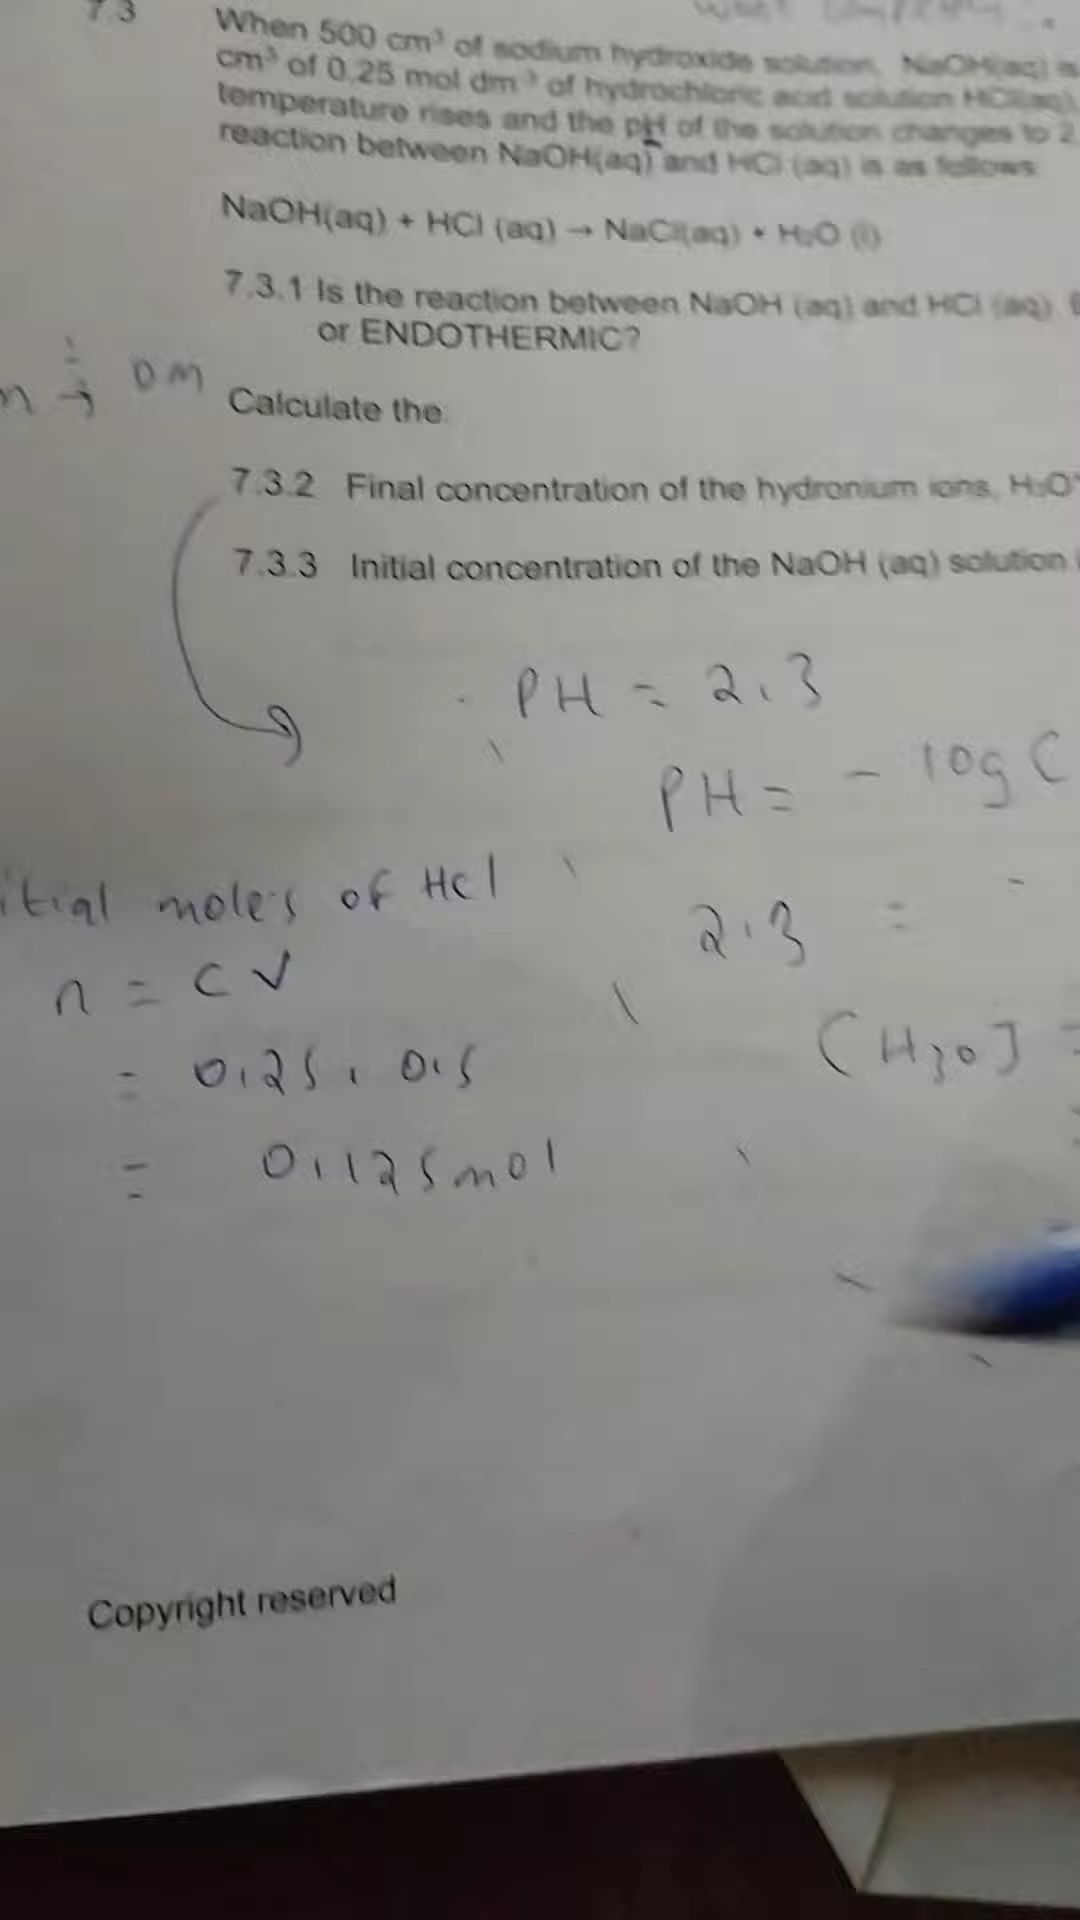 7.3
When 500 cm³ of sodium hydroxide solution, NaOH(aq) is
cm³ of 0.25 mol dm⁻³ of hydrochloric acid solution HCl(aq),
temperature rises and the pH of the solution changes to 2
reaction between NaOH(aq) and HCl (aq) is as follows
NaOH(aq) + HCl (aq) → NaCl(aq) + H₂O (l)
7.3.1 Is the reaction between NaOH (aq) and HCl (aq)
or ENDOTHERMIC?
Calculate the:
7.3.2 Final concentration of the hydronium ions, H₃O⁺
7.3.3 Initial concentration of the NaOH (aq) solution
PH = 2,3
PH = - log [
itial moles of HCl
2,3 = -
n = CV
[H₃O] =
= 0,25 , 0,5
= 0,125 mol
Copyright reserved